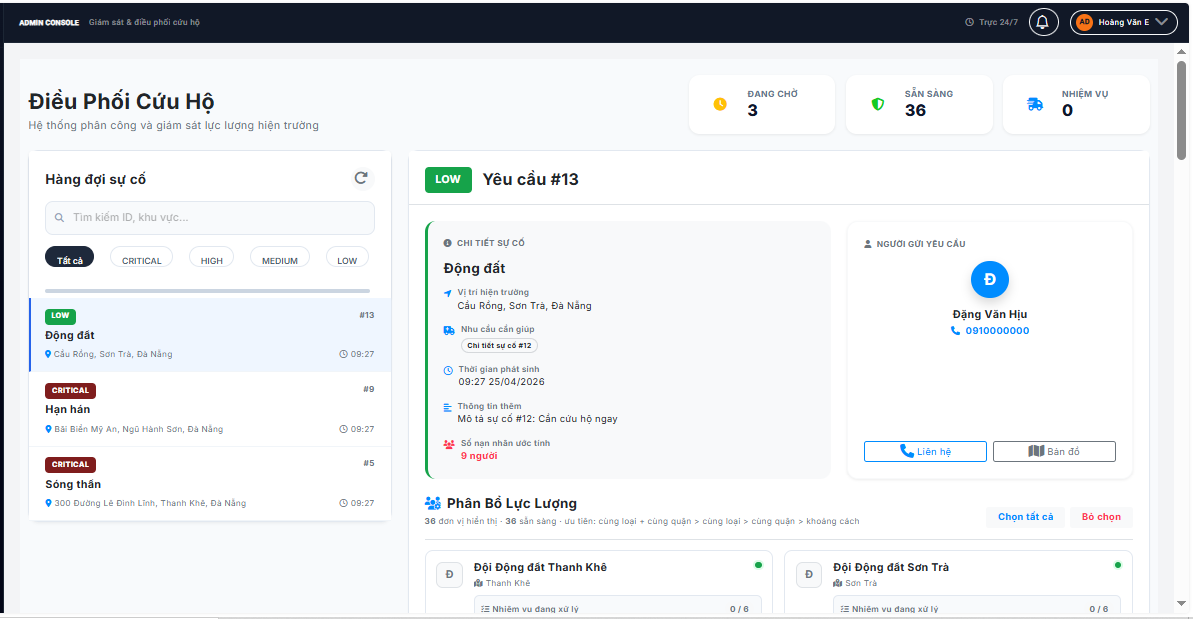 ADMIN CONSOLE Giám sát & điều phối cứu hộ
Trực 24/7
AD Hoàng Văn E
Điều Phối Cứu Hộ
Hệ thống phân công và giám sát lực lượng hiện trường
ĐANG CHỜ
3
SẴN SÀNG
36
NHIỆM VỤ
0
Hàng đợi sự cố
Tìm kiếm ID, khu vực...
Tất cả CRITICAL HIGH MEDIUM LOW
LOW #13
Động đất
Cầu Rồng, Sơn Trà, Đà Nẵng 09:27
CRITICAL #9
Hạn hán
Bãi Biển Mỹ An, Ngũ Hành Sơn, Đà Nẵng 09:27
CRITICAL #5
Sóng thần
300 Đường Lê Đình Lĩnh, Thanh Khê, Đà Nẵng 09:27
LOW Yêu cầu #13
CHI TIẾT SỰ CỐ
Động đất
Vị trí hiện trường
Cầu Rồng, Sơn Trà, Đà Nẵng
Nhu cầu cần giúp
Chi tiết sự cố #12
Thời gian phát sinh
09:27 25/04/2026
Thông tin thêm
Mô tả sự cố #12: Cần cứu hộ ngay
Số nạn nhân ước tính
9 người
NGƯỜI GỬI YÊU CẦU
Đ
Đặng Văn Hịu
0910000000
Liên hệ Bản đồ
Phân Bổ Lực Lượng
36 đơn vị hiển thị · 36 sẵn sàng · ưu tiên: cùng loại + cùng quận > cùng loại > cùng quận > khoảng cách
Chọn tất cả Bỏ chọn
Đ Đội Động đất Thanh Khê
Thanh Khê
Nhiệm vụ đang xử lý 0 / 6
Đ Đội Động đất Sơn Trà
Sơn Trà
Nhiệm vụ đang xử lý 0 / 6